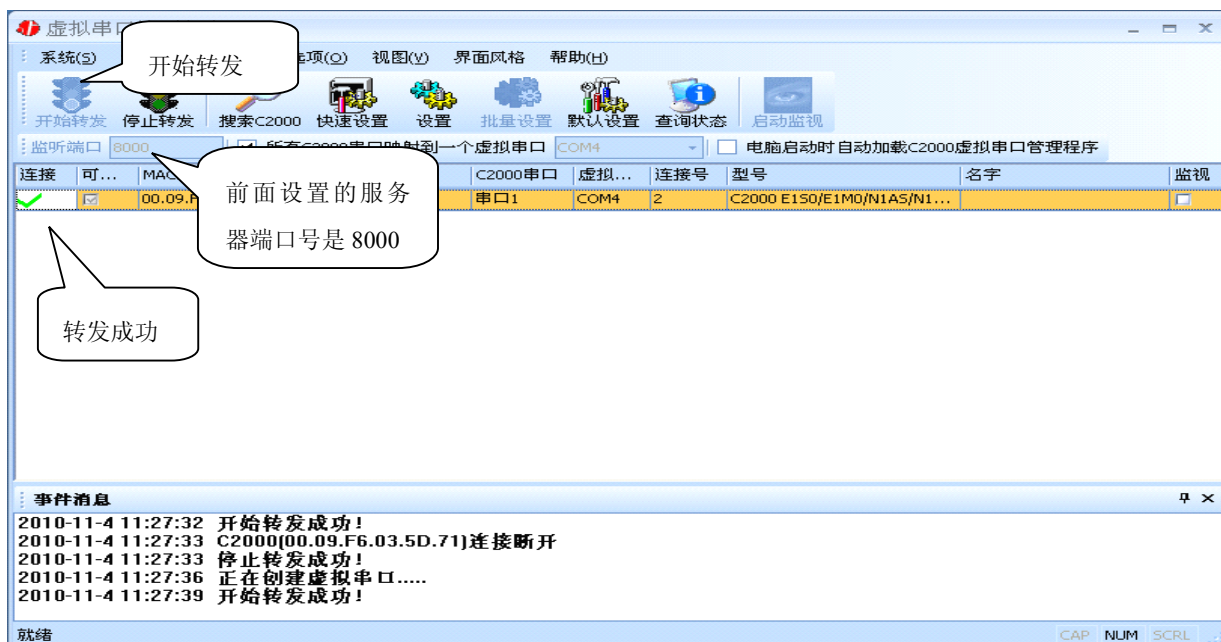 虚拟串口
开始转发
系统(S) 选项(O) 视图(V) 界面风格 帮助(H)
开始转发 停止转发 搜索C2000 快速设置 设置 批量设置 默认设置 查询状态 启动监视
监听端口 8000 所有C2000串口映射到一个虚拟串口 COM4 电脑启动时自动加载C2000虚拟串口管理程序
连接 可... MAC C2000串口 虚拟... 连接号 型号 名字 监视
00.09.F 串口1 COM4 2 C2000 E1S0/E1M0/N1AS/N1...
前面设置的服务
器端口号是 8000
转发成功
事件消息
2010-11-4 11:27:32 开始转发成功!
2010-11-4 11:27:33 C2000(00.09.F6.03.5D.71)连接断开
2010-11-4 11:27:33 停止转发成功!
2010-11-4 11:27:36 正在创建虚拟串口.....
2010-11-4 11:27:39 开始转发成功!
就绪 CAP NUM SCRL